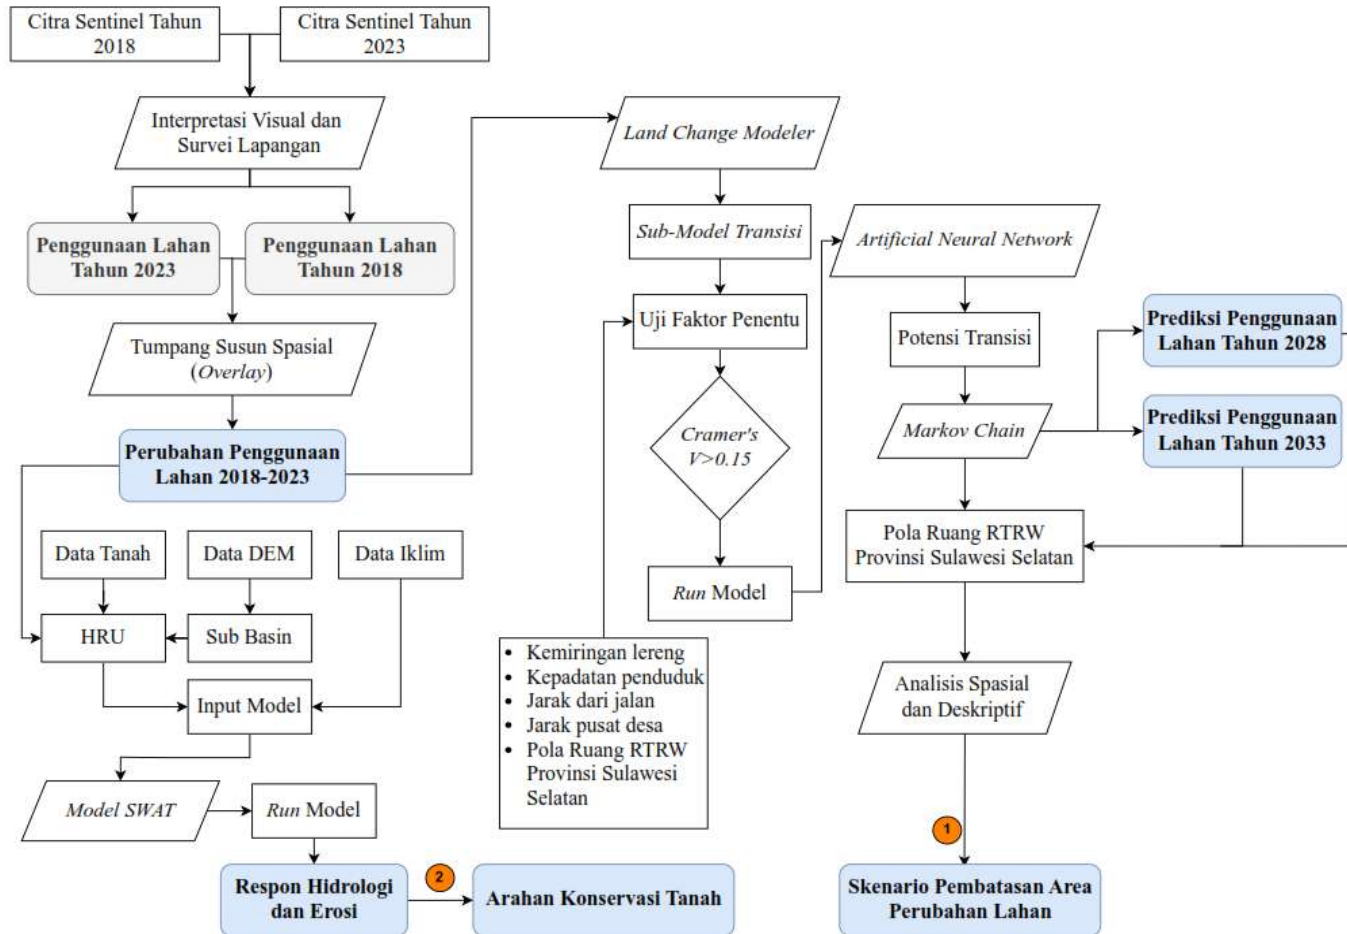 Citra Sentinel Tahun
2018
Citra Sentinel Tahun
2023
Interpretasi Visual dan
Survei Lapangan
Penggunaan Lahan
Tahun 2023
Penggunaan Lahan
Tahun 2018
Tumpang Susun Spasial
(Overlay)
Perubahan Penggunaan
Lahan 2018-2023
Data Tanah
Data DEM
Data Iklim
HRU
Sub Basin
Input Model
Model SWAT
Run Model
Respon Hidrologi
dan Erosi
2
Arahan Konservasi Tanah
Land Change Modeler
Sub-Model Transisi
Uji Faktor Penentu
Cramer's
V>0.15
Run Model
• Kemiringan lereng
• Kepadatan penduduk
• Jarak dari jalan
• Jarak pusat desa
• Pola Ruang RTRW
Provinsi Sulawesi
Selatan
Artificial Neural Network
Potensi Transisi
Markov Chain
Prediksi Penggunaan
Lahan Tahun 2028
Prediksi Penggunaan
Lahan Tahun 2033
Pola Ruang RTRW
Provinsi Sulawesi Selatan
Analisis Spasial
dan Deskriptif
1
Skenario Pembatasan Area
Perubahan Lahan